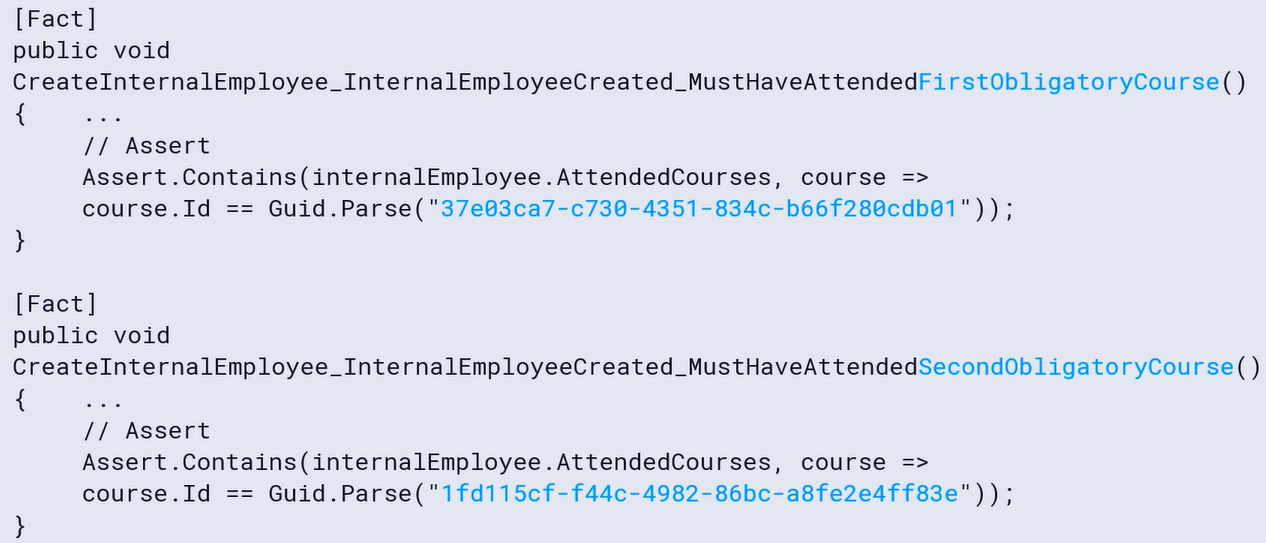 [Fact]
public void
CreateInternalEmployee_InternalEmployeeCreated_MustHaveAttendedFirstObligatoryCourse()
{    ...
     // Assert
     Assert.Contains(internalEmployee.AttendedCourses, course =>
     course.Id == Guid.Parse("37e03ca7-c730-4351-834c-b66f280cdb01"));
}

[Fact]
public void
CreateInternalEmployee_InternalEmployeeCreated_MustHaveAttendedSecondObligatoryCourse()
{    ...
     // Assert
     Assert.Contains(internalEmployee.AttendedCourses, course =>
     course.Id == Guid.Parse("1fd115cf-f44c-4982-86bc-a8fe2e4ff83e"));
}